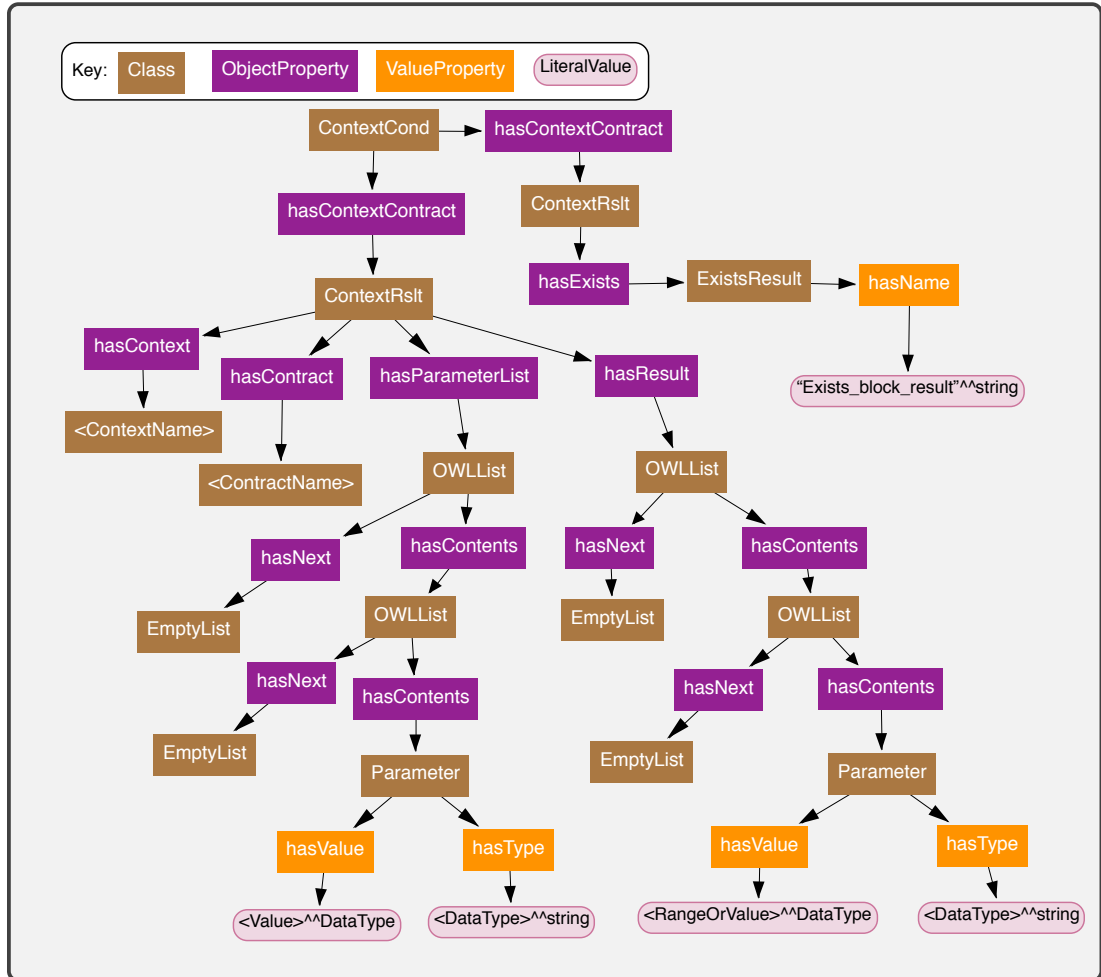 Key:
Class
ObjectProperty
ValueProperty
LiteralValue
ContextCond
hasContextContract
hasContextContract
ContextRslt
hasExists
ExistsResult
hasName
ContextRslt
"Exists_block_result"^^string
hasContext
hasContract
hasParameterList
hasResult
<ContextName>
<ContractName>
OWLList
OWLList
hasNext
hasContents
hasNext
hasContents
EmptyList
OWLList
EmptyList
OWLList
hasNext
hasContents
hasNext
hasContents
EmptyList
Parameter
EmptyList
Parameter
hasValue
hasType
hasValue
hasType
<Value>^^DataType
<DataType>^^string
<RangeOrValue>^^DataType
<DataType>^^string